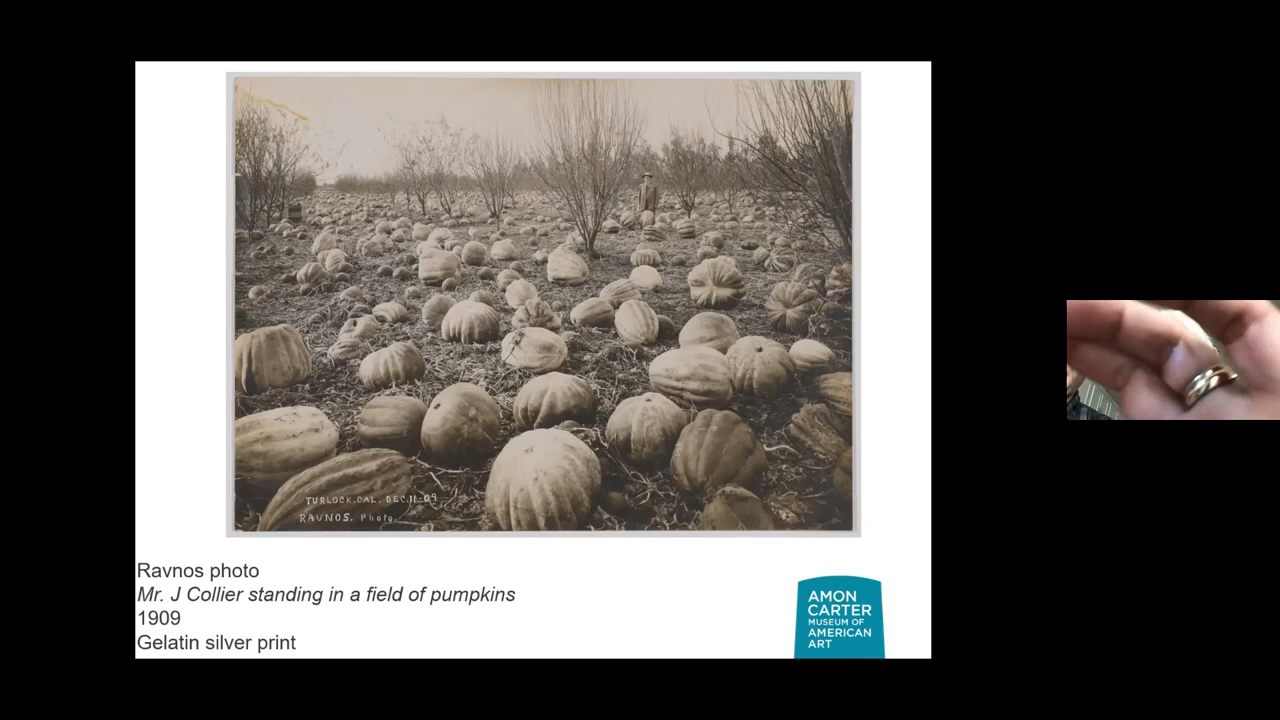 TURLOCK. CAL. DEC. 11-09
RAVNOS. Photo.
Ravnos photo
Mr. J Collier standing in a field of pumpkins
1909
Gelatin silver print
AMON
CARTER
MUSEUM OF
AMERICAN
ART